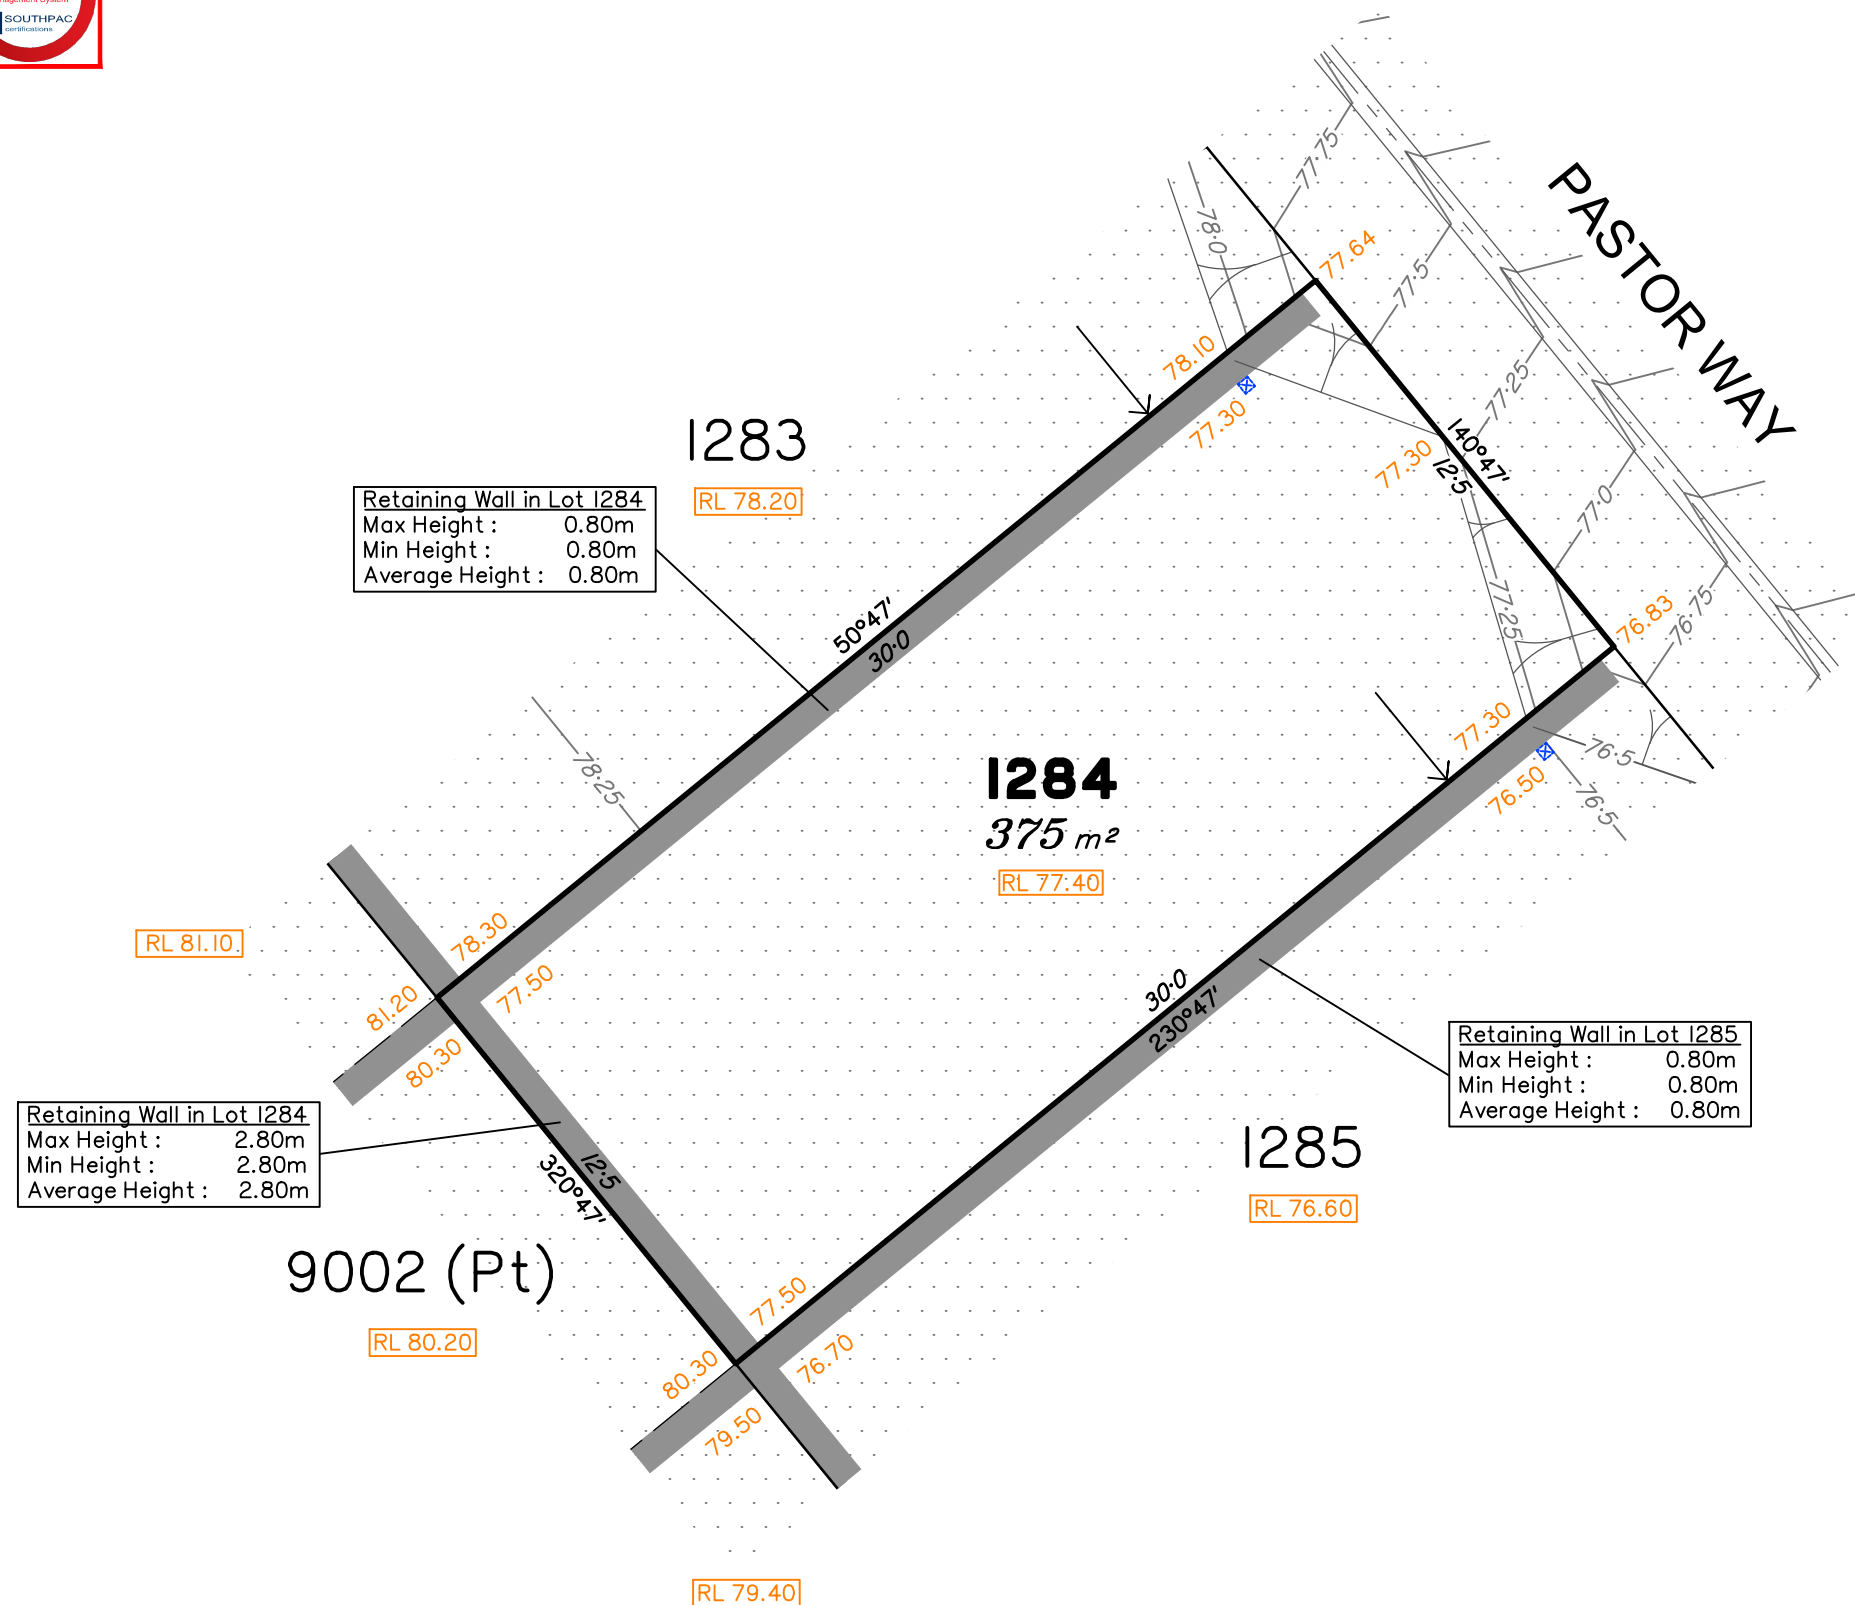 SOUTHPAC
certifications
PASTOR WAY
77·75
78·0
77.64
77·5
78.10
77.30
77·25
140°47'
12·5
77.30
1283
RL 78.20
Retaining Wall in Lot 1284
Max Height : 0.80m
Min Height : 0.80m
Average Height : 0.80m
50°47'
30·0
77·0
77·25
76.83
76·75
77.30
76·5
76.50
76·5
78·25
1284
375 m²
RL 77.40
78.30
77.50
RL 81.10
81.20
80.30
30·0
230°47'
Retaining Wall in Lot 1285
Max Height : 0.80m
Min Height : 0.80m
Average Height : 0.80m
Retaining Wall in Lot 1284
Max Height : 2.80m
Min Height : 2.80m
Average Height : 2.80m
12·5
320°47'
1285
RL 76.60
9002 (Pt)
RL 80.20
77.50
76.70
80.30
79.50
RL 79.40